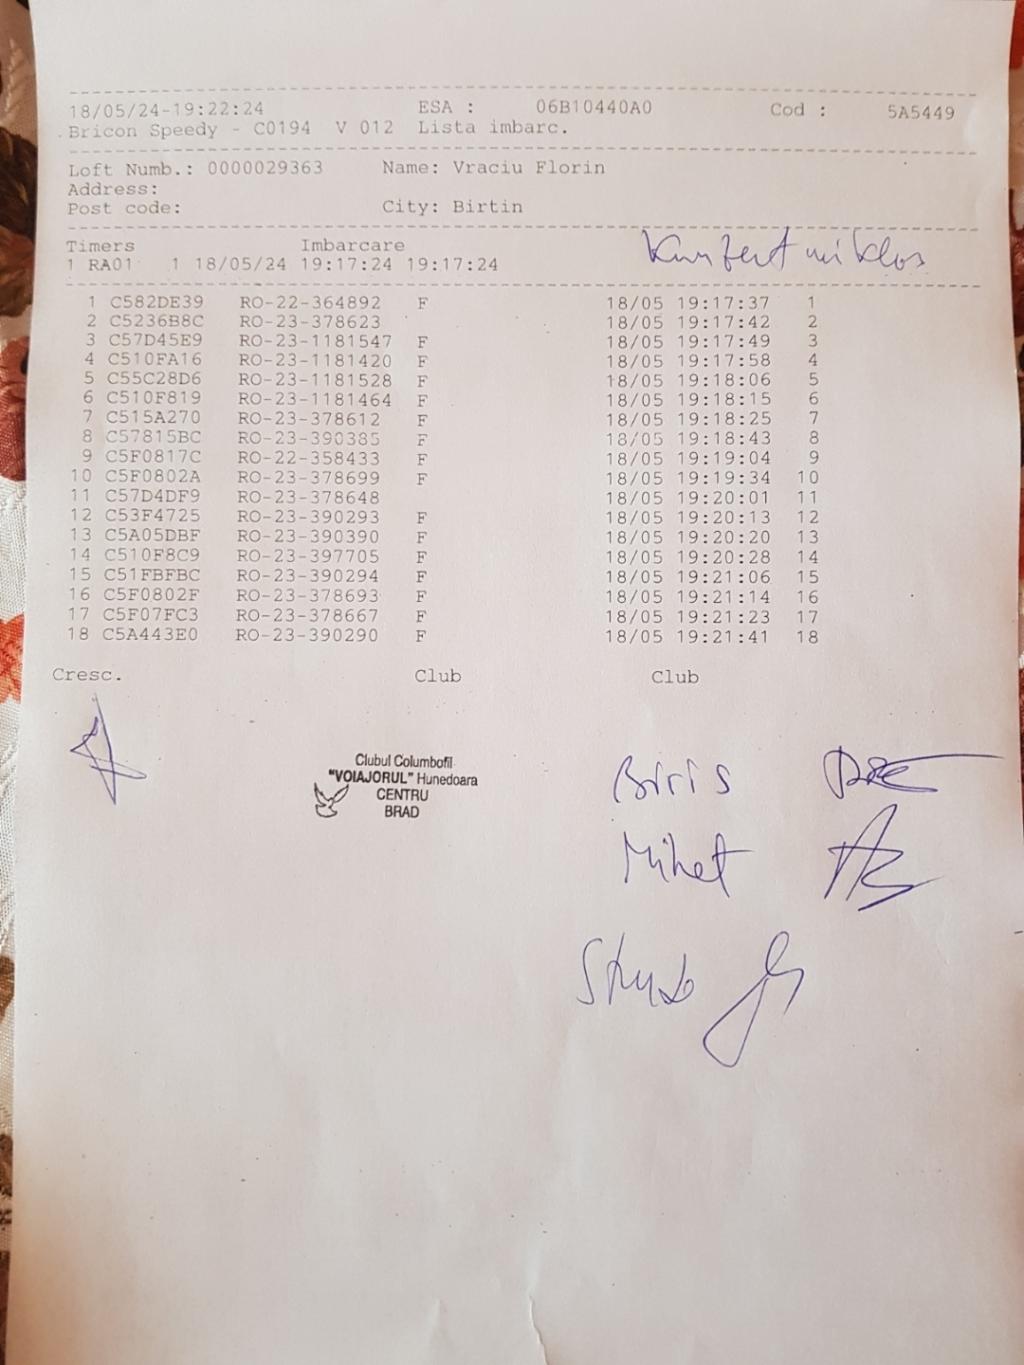 18/05/24-19:22:24 ESA : 06B10440A0 Cod : 5A5449
Bricon Speedy - C0194 V 012 Lista imbarc.
Loft Numb.: 0000029363 Name: Vraciu Florin
Address:
Post code: City: Birtin
Timers Imbarcare
1 RA01 1 18/05/24 19:17:24 19:17:24
1 C582DE39 RO-22-364892 F 18/05 19:17:37 1
2 C5236B8C RO-23-378623 18/05 19:17:42 2
3 C57D45E9 RO-23-1181547 F 18/05 19:17:49 3
4 C510FA16 RO-23-1181420 F 18/05 19:17:58 4
5 C55C28D6 RO-23-1181528 F 18/05 19:18:06 5
6 C510F819 RO-23-1181464 F 18/05 19:18:15 6
7 C515A270 RO-23-378612 F 18/05 19:18:25 7
8 C57815BC RO-23-390385 F 18/05 19:18:43 8
9 C5F0817C RO-22-358433 F 18/05 19:19:04 9
10 C5F0802A RO-23-378699 F 18/05 19:19:34 10
11 C57D4DF9 RO-23-378648 18/05 19:20:01 11
12 C53F4725 RO-23-390293 F 18/05 19:20:13 12
13 C5A05DBF RO-23-390390 F 18/05 19:20:20 13
14 C510F8C9 RO-23-397705 F 18/05 19:20:28 14
15 C51FBFBC RO-23-390294 F 18/05 19:21:06 15
16 C5F0802F RO-23-378693 F 18/05 19:21:14 16
17 C5F07FC3 RO-23-378667 F 18/05 19:21:23 17
18 C5A443E0 RO-23-390290 F 18/05 19:21:41 18
Cresc. Club Club
Clubul Columbofil
"VOIAJORUL" Hunedoara
CENTRU
BRAD
Biris
Mihet